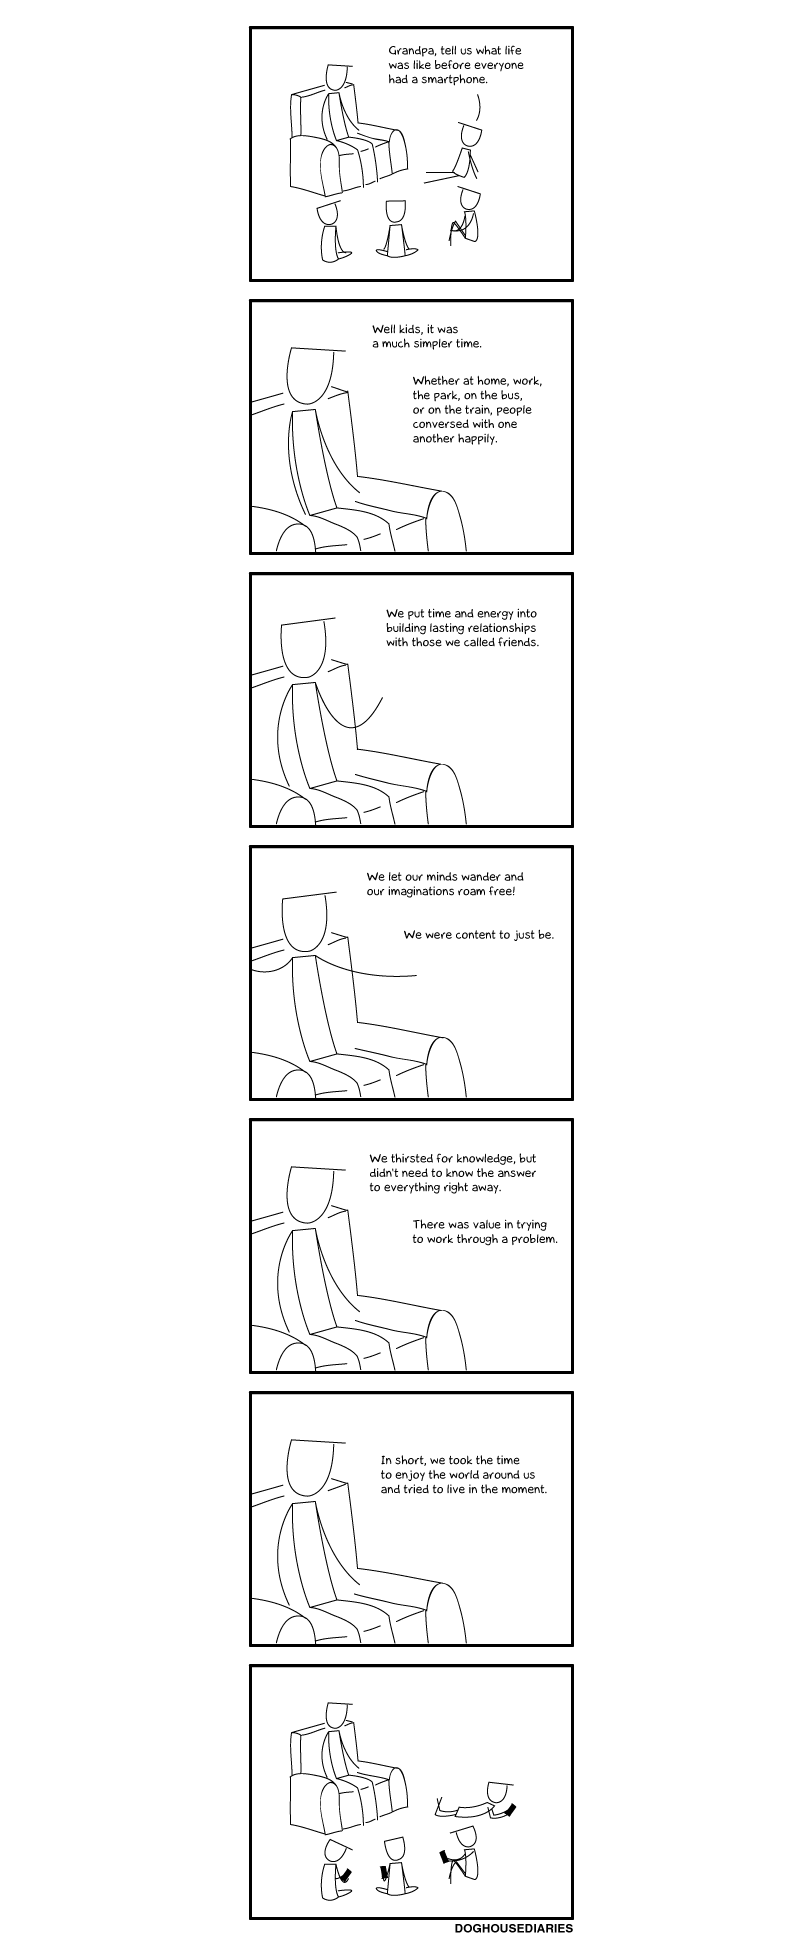 Grandpa, tell us what life
was like before everyone
had a smartphone.
Well kids, it was
a much simpler time.
Whether at home, work,
the park, on the bus,
or on the train, people
conversed with one
another happily.
We put time and energy into
building lasting relationships
with those we called friends.
We let our minds wander and
our imaginations roam free!
We were content to just be.
We thirsted for knowledge, but
didn't need to know the answer
to everything right away.
There was value in trying
to work through a problem.
In short, we took the time
to enjoy the world around us
and tried to live in the moment.
DOGHOUSEDIARIES